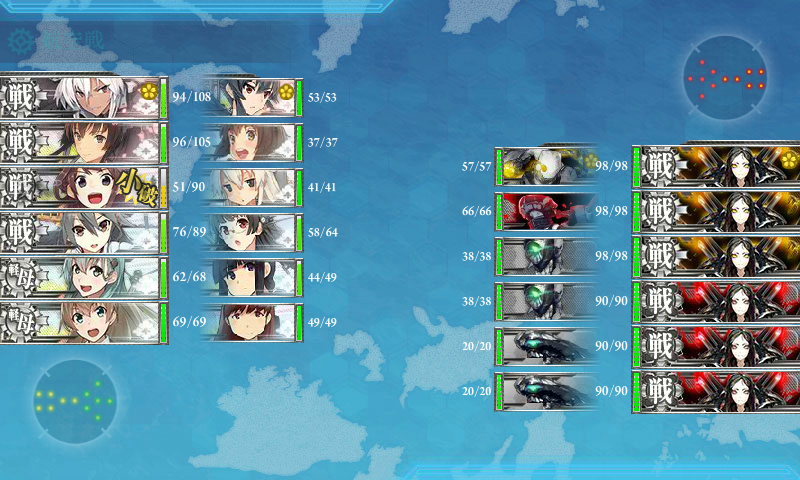 戦 94/108 53/53
戦 96/105 37/37
戦 小破 51/90 41/41
戦 76/89 58/64
戦母 62/68 44/49
戦母 69/69 49/49
57/57 98/98 戦
66/66 98/98 戦
38/38 98/98 戦
38/38 90/90 戦
20/20 90/90 戦
20/20 90/90 戦